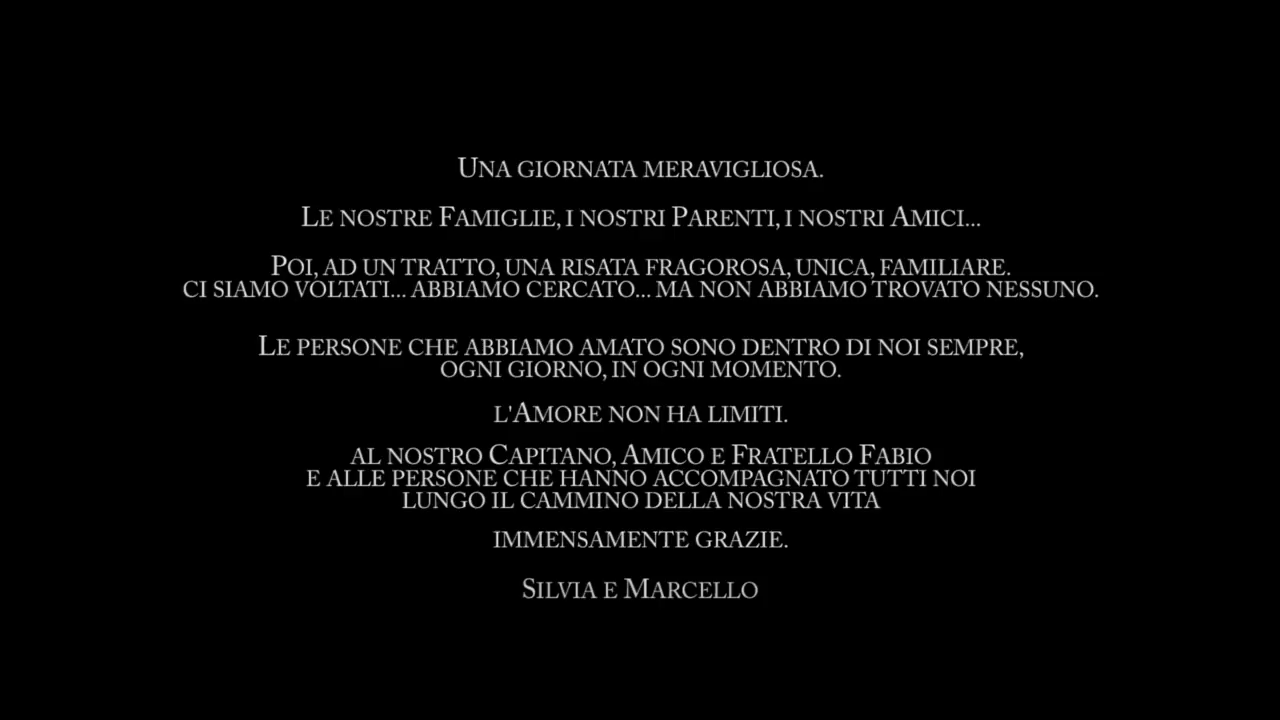 Una giornata meravigliosa.
Le nostre Famiglie, i nostri Parenti, i nostri Amici...
Poi, ad un tratto, una risata fragorosa, unica, familiare.
ci siamo voltati... abbiamo cercato... ma non abbiamo trovato nessuno.
Le persone che abbiamo amato sono dentro di noi sempre,
ogni giorno, in ogni momento.
l'Amore non ha limiti.
al nostro Capitano, Amico e Fratello Fabio
e alle persone che hanno accompagnato tutti noi
lungo il cammino della nostra vita
immensamente grazie.
Silvia e Marcello